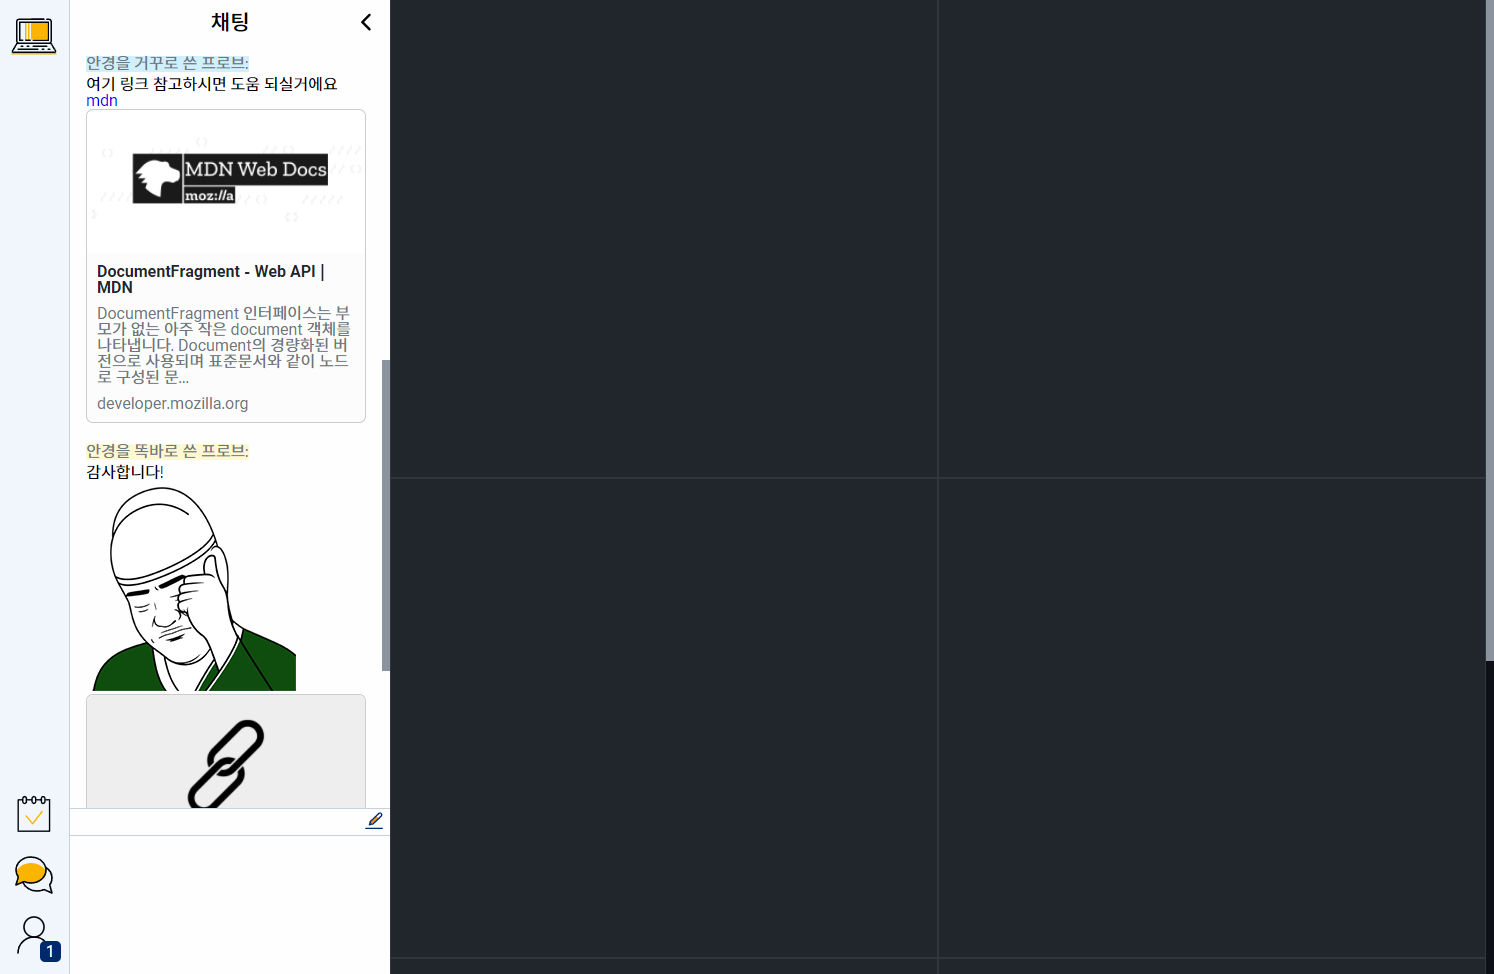 채팅
안경을 거꾸로 쓴 프로브:
여기 링크 참고하시면 도움 되실거에요
mdn
MDN Web Docs
moz://a
DocumentFragment - Web API |
MDN
DocumentFragment 인터페이스는 부
모가 없는 아주 작은 document 객체를
나타냅니다. Document의 경량화된 버
전으로 사용되며 표준문서와 같이 노드
로 구성된 문...
developer.mozilla.org
안경을 똑바로 쓴 프로브:
감사합니다!
1